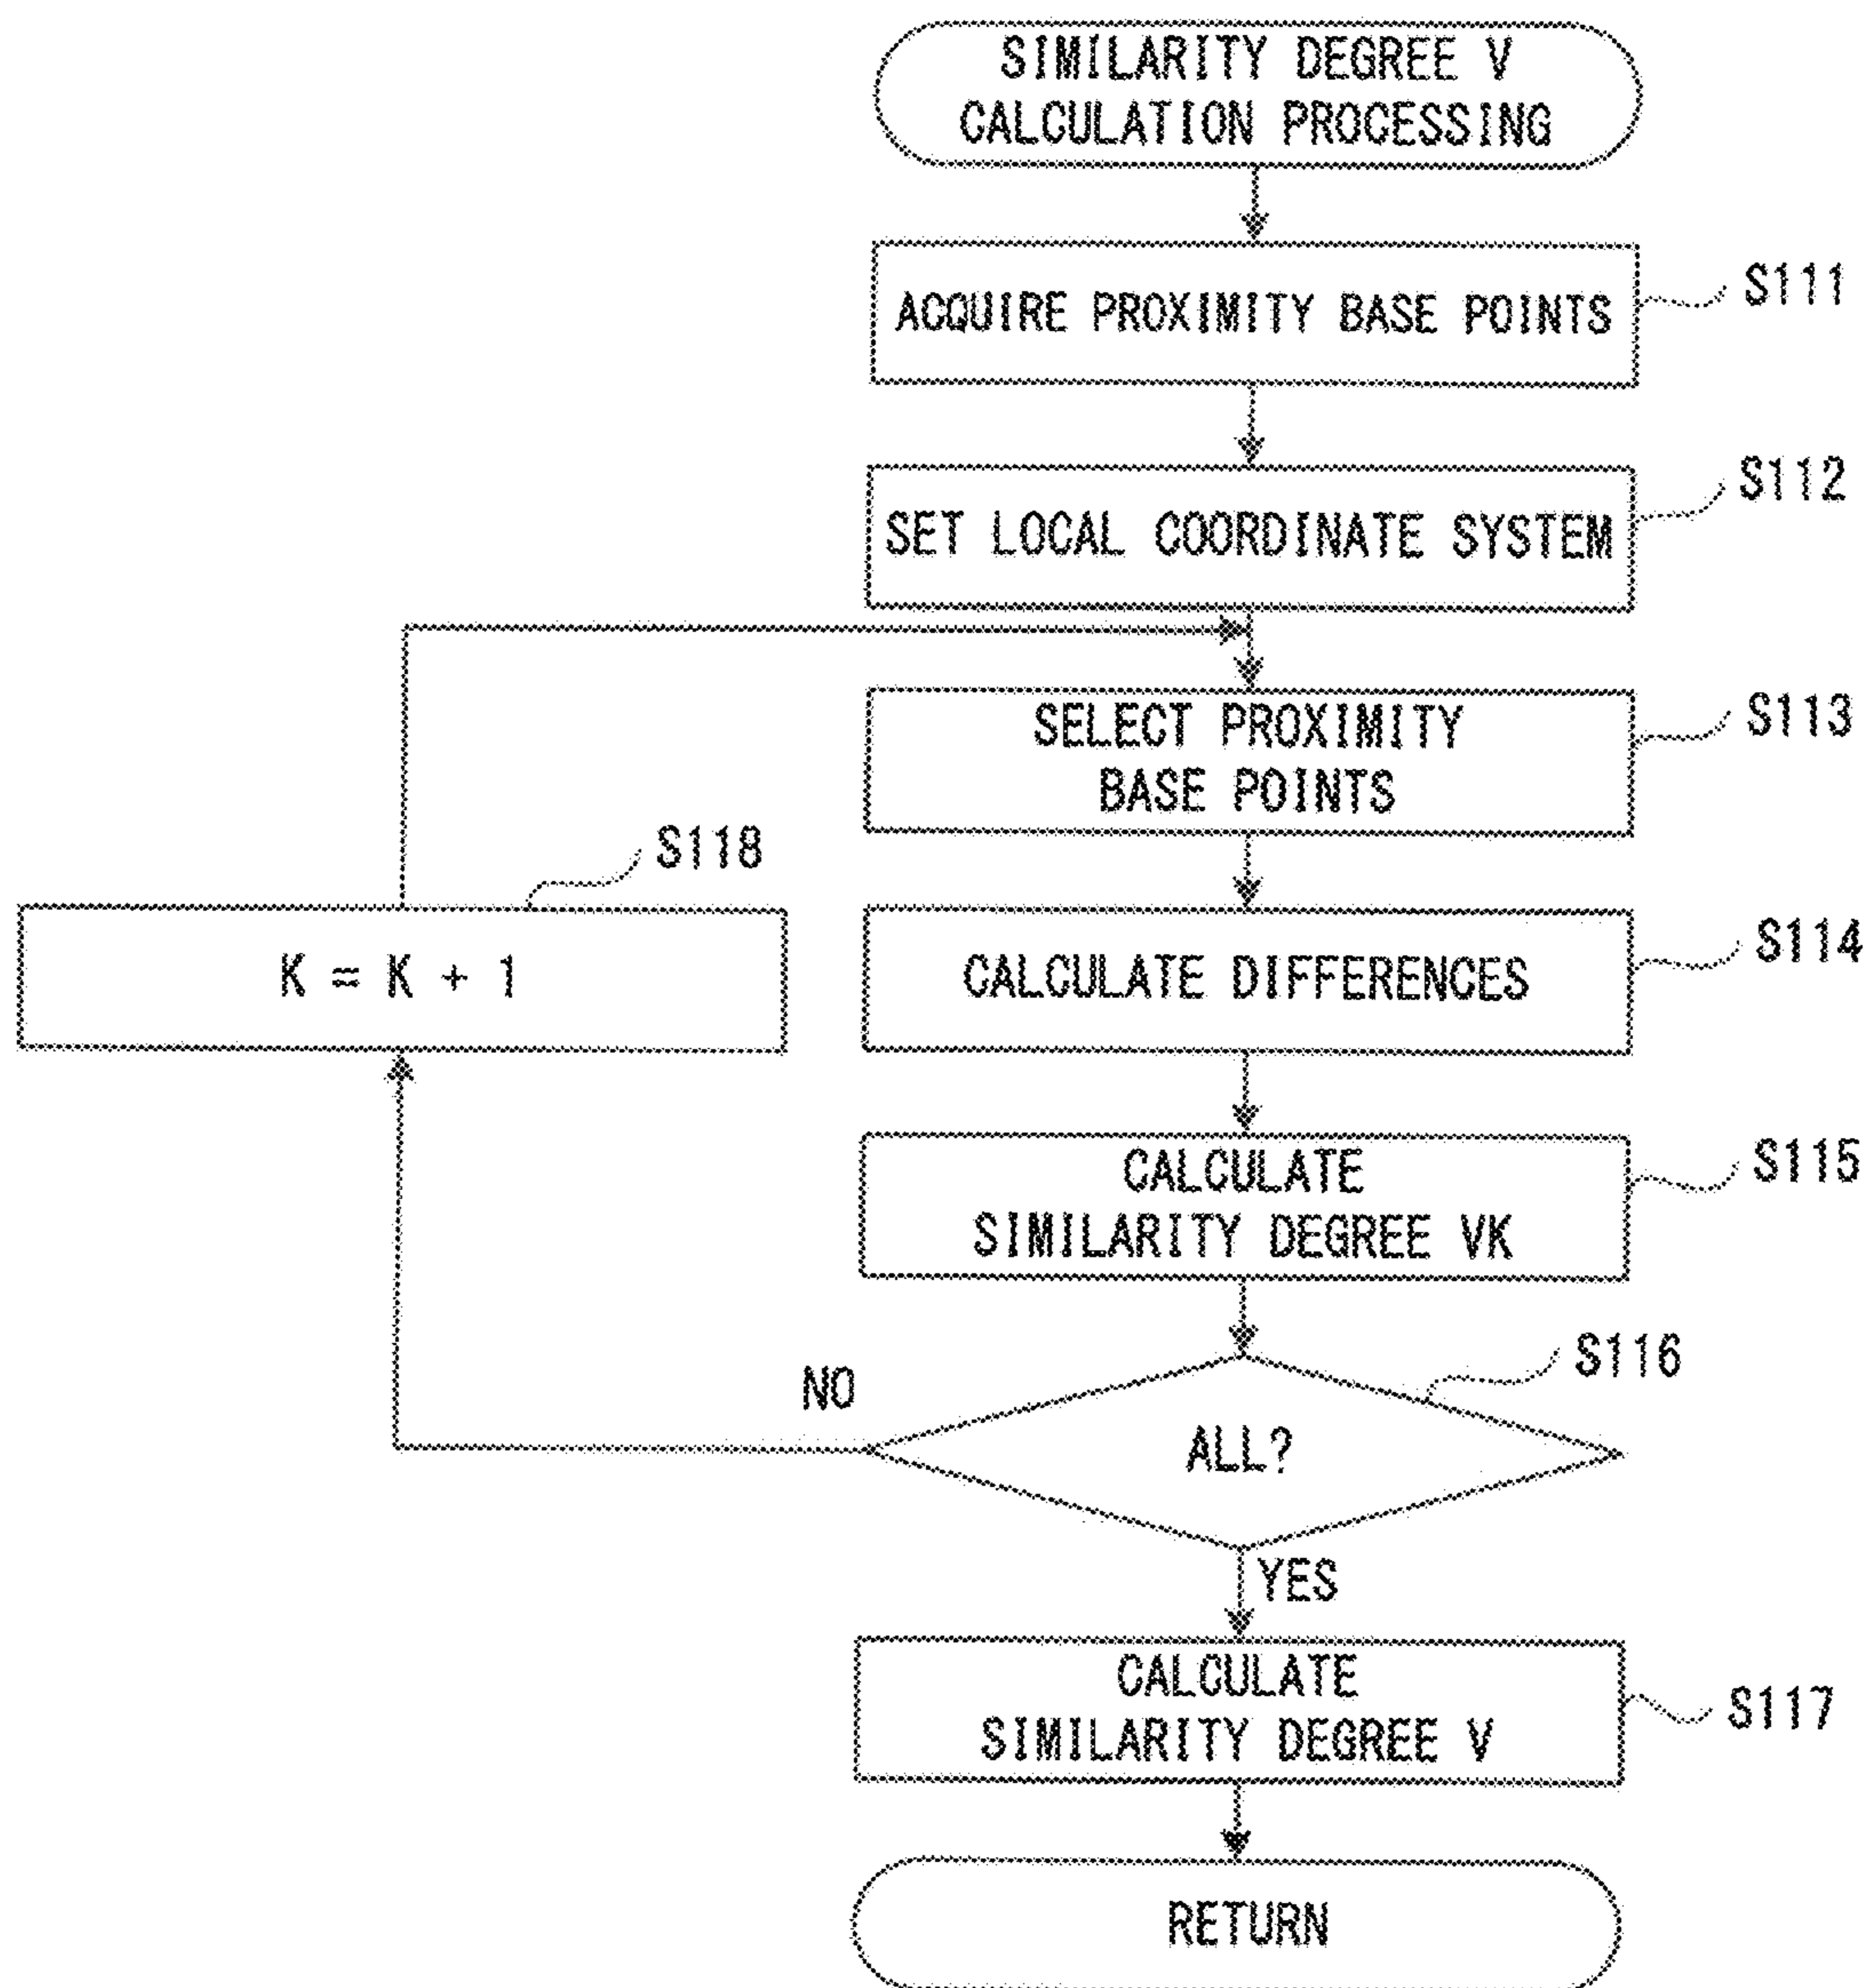 SIMILARITY DEGREE V
CALCULATION PROCESSING
ACQUIRE PROXIMITY BASE POINTS
S111
SET LOCAL COORDINATE SYSTEM
S112
SELECT PROXIMITY
BASE POINTS
S113
S118
K = K + 1
CALCULATE DIFFERENCES
S114
CALCULATE
SIMILARITY DEGREE VK
S115
S116
NO
ALL?
YES
CALCULATE
SIMILARITY DEGREE V
S117
RETURN